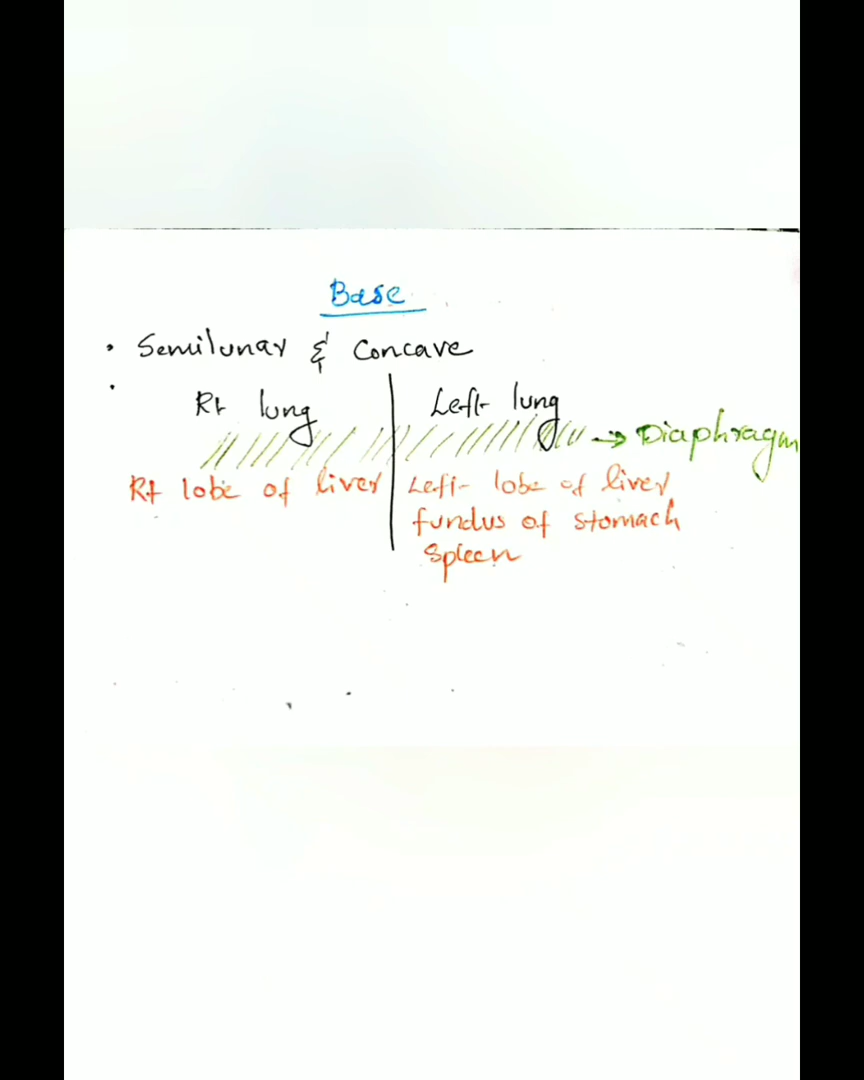 Base
• Semilunar & Concave
•
Rt lung Left lung
→ Diaphragm
Rt lobe of liver Left lobe of liver
fundus of stomach
Spleen